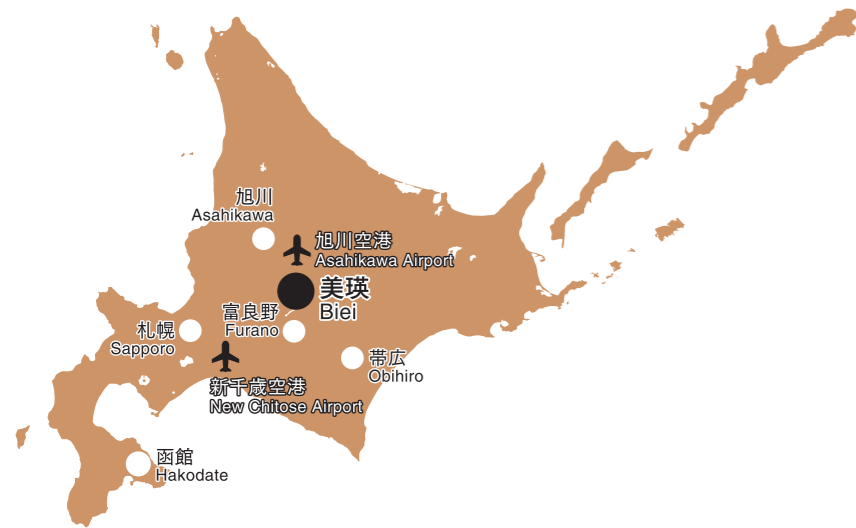 旭川
Asahikawa
旭川空港
Asahikawa Airport
美瑛
Biei
富良野
Furano
札幌
Sapporo
帯広
Obihiro
新千歳空港
New Chitose Airport
函館
Hakodate